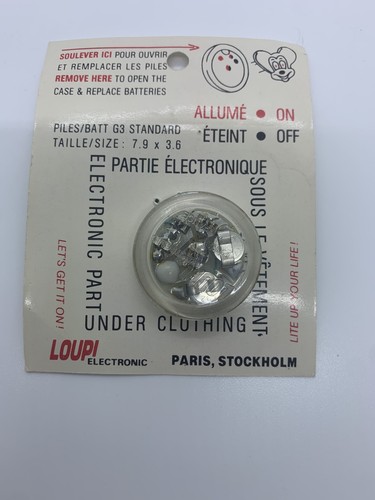 SOULEVER ICI POUR OUVRIR
ET REMPLACER LES PILES
REMOVE HERE TO OPEN THE
CASE & REPLACE BATTERIES
ALLUMÉ • ON
ÉTEINT • OFF
PILES/BATT G3 STANDARD
TAILLE/SIZE: 7.9 x 3.6
PARTIE ÉLECTRONIQUE
SOUS LE VÊTEMENT
ELECTRONIC PART
UNDER CLOTHING
LET'S GET IT ON!
LITE UP YOUR LIFE!
LOUPI
ELECTRONIC
PARIS, STOCKHOLM